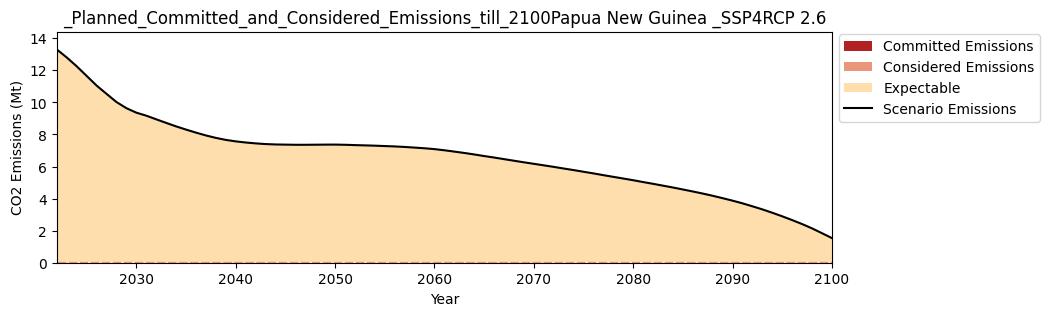 _Planned_Committed_and_Considered_Emissions_till_2100Papua New Guinea _SSP4RCP 2.6
14
12
10
8
6
4
2
0
CO2 Emissions (Mt)
2030 2040 2050 2060 2070 2080 2090 2100
Year
Committed Emissions
Considered Emissions
Expectable
Scenario Emissions